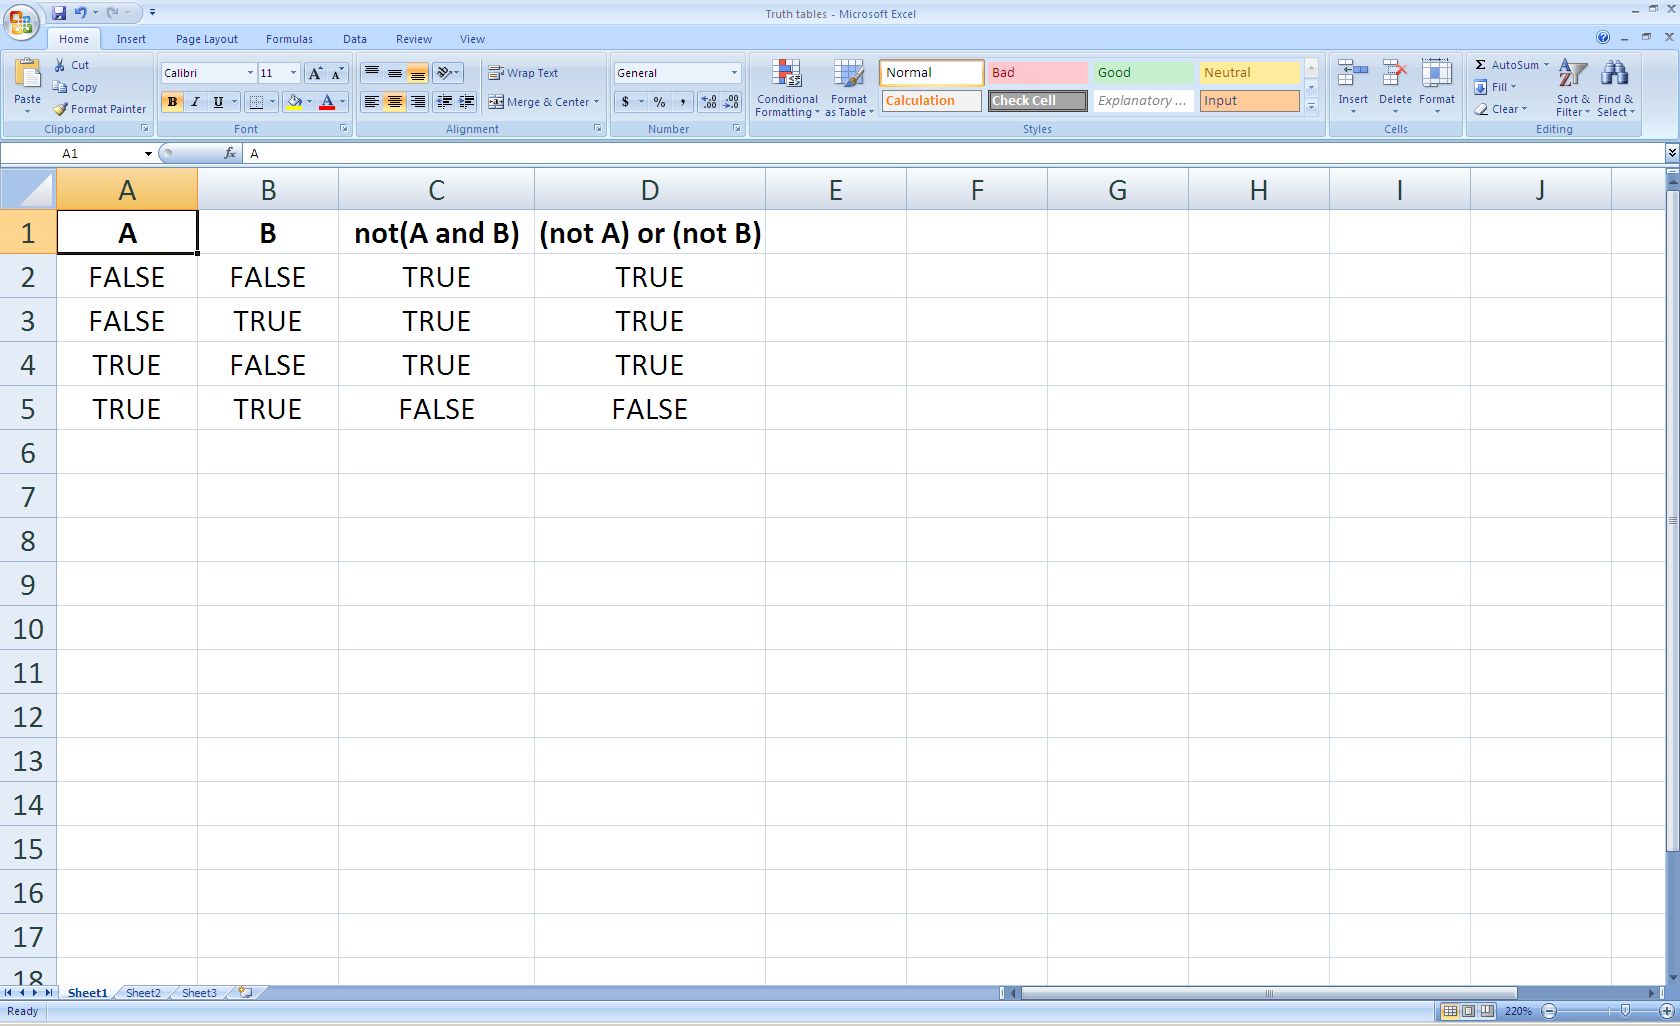 Truth tables - Microsoft Excel
Home Insert Page Layout Formulas Data Review View
Paste Cut Copy Format Painter
Clipboard
Calibri 11 A A
B I U A
Font
Wrap Text
Merge & Center
Alignment
General
$ % , .00 .00
Number
Conditional Formatting
Format as Table
Normal Bad Good Neutral
Calculation Check Cell Explanatory ... Input
Styles
Insert Delete Format
Cells
Σ AutoSum
Fill
Clear
Sort & Filter
Find & Select
Editing
A1 fx A
A B C D E F G H I J
1 A B not(A and B) (not A) or (not B)
2 FALSE FALSE TRUE TRUE
3 FALSE TRUE TRUE TRUE
4 TRUE FALSE TRUE TRUE
5 TRUE TRUE FALSE FALSE
6
7
8
9
10
11
12
13
14
15
16
17
18
Sheet1 Sheet2 Sheet3
Ready 220%